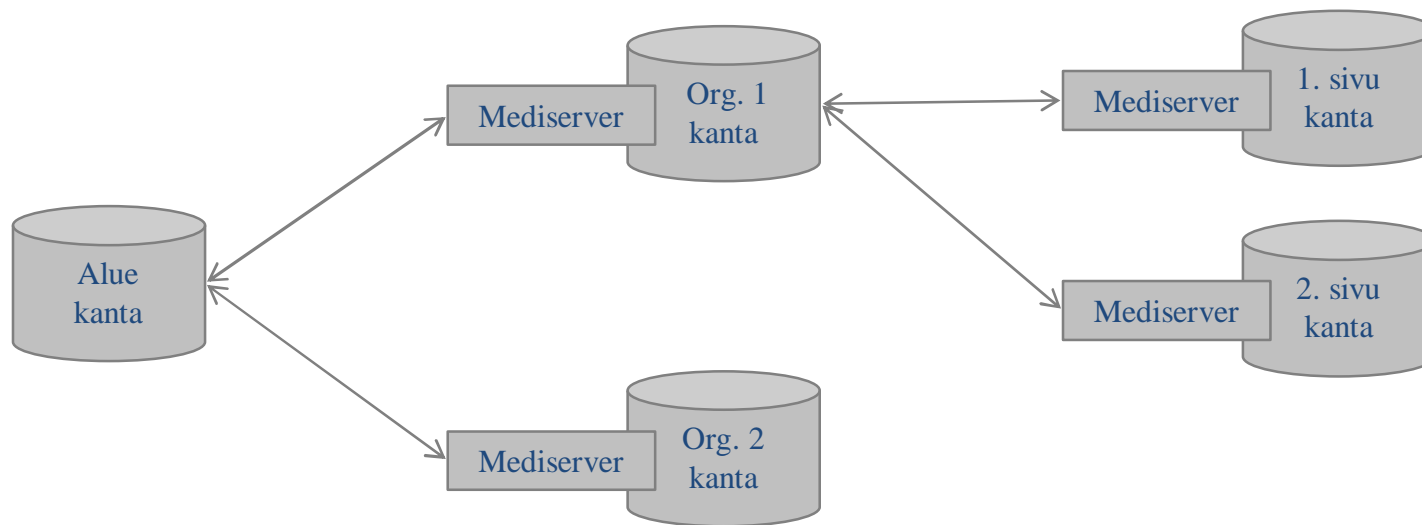 Alue
kanta
Mediserver
Org. 1
kanta
Mediserver
Org. 2
kanta
Mediserver
1. sivu
kanta
Mediserver
2. sivu
kanta